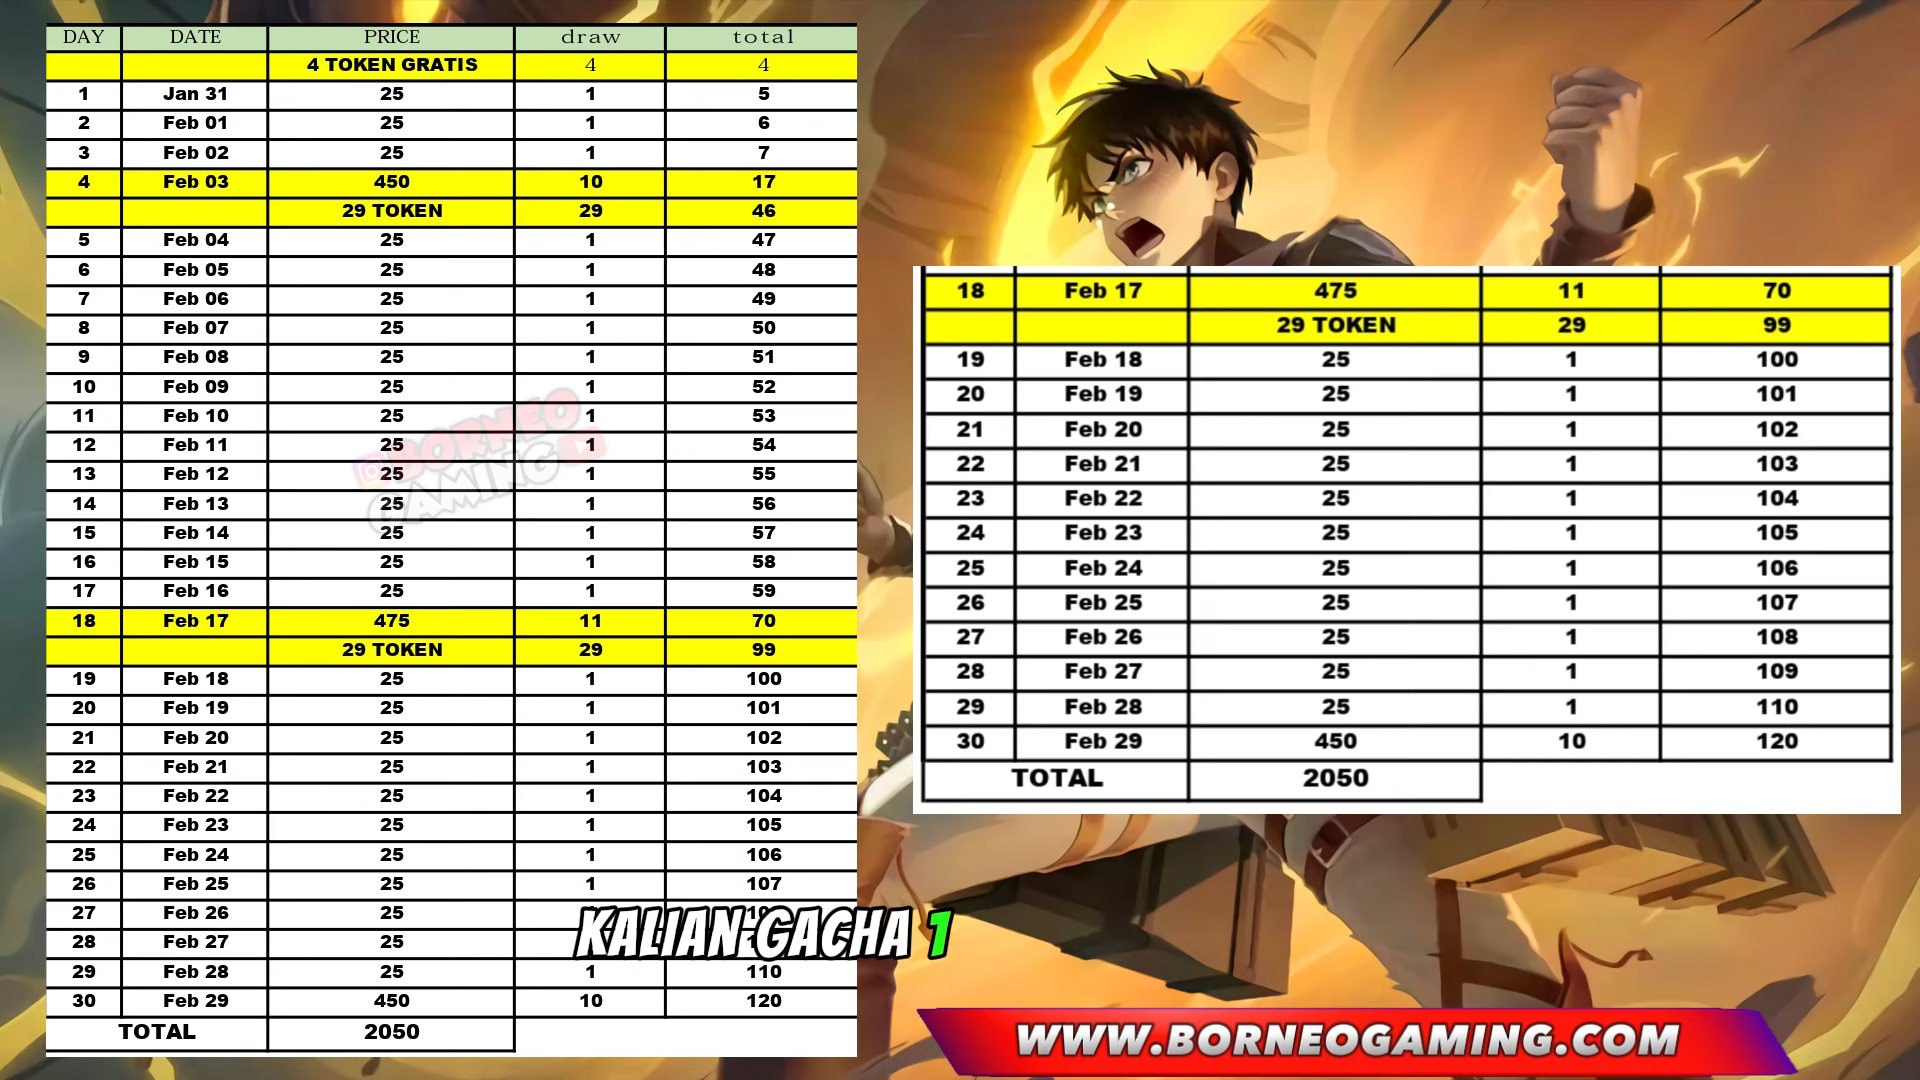 DAY DATE PRICE draw total
4 TOKEN GRATIS 4 4
1 Jan 31 25 1 5
2 Feb 01 25 1 6
3 Feb 02 25 1 7
4 Feb 03 450 10 17
29 TOKEN 29 46
5 Feb 04 25 1 47
6 Feb 05 25 1 48
7 Feb 06 25 1 49
8 Feb 07 25 1 50
9 Feb 08 25 1 51
10 Feb 09 25 1 52
11 Feb 10 25 1 53
12 Feb 11 25 1 54
13 Feb 12 25 1 55
14 Feb 13 25 1 56
15 Feb 14 25 1 57
16 Feb 15 25 1 58
17 Feb 16 25 1 59
18 Feb 17 475 11 70
29 TOKEN 29 99
19 Feb 18 25 1 100
20 Feb 19 25 1 101
21 Feb 20 25 1 102
22 Feb 21 25 1 103
23 Feb 22 25 1 104
24 Feb 23 25 1 105
25 Feb 24 25 1 106
26 Feb 25 25 1 107
27 Feb 26 25
28 Feb 27 25
29 Feb 28 25 1 110
30 Feb 29 450 10 120
TOTAL 2050
BORNEO
GAMING
18 Feb 17 475 11 70
29 TOKEN 29 99
19 Feb 18 25 1 100
20 Feb 19 25 1 101
21 Feb 20 25 1 102
22 Feb 21 25 1 103
23 Feb 22 25 1 104
24 Feb 23 25 1 105
25 Feb 24 25 1 106
26 Feb 25 25 1 107
27 Feb 26 25 1 108
28 Feb 27 25 1 109
29 Feb 28 25 1 110
30 Feb 29 450 10 120
TOTAL 2050
KALIAN GACHA 1
WWW.BORNEOGAMING.COM